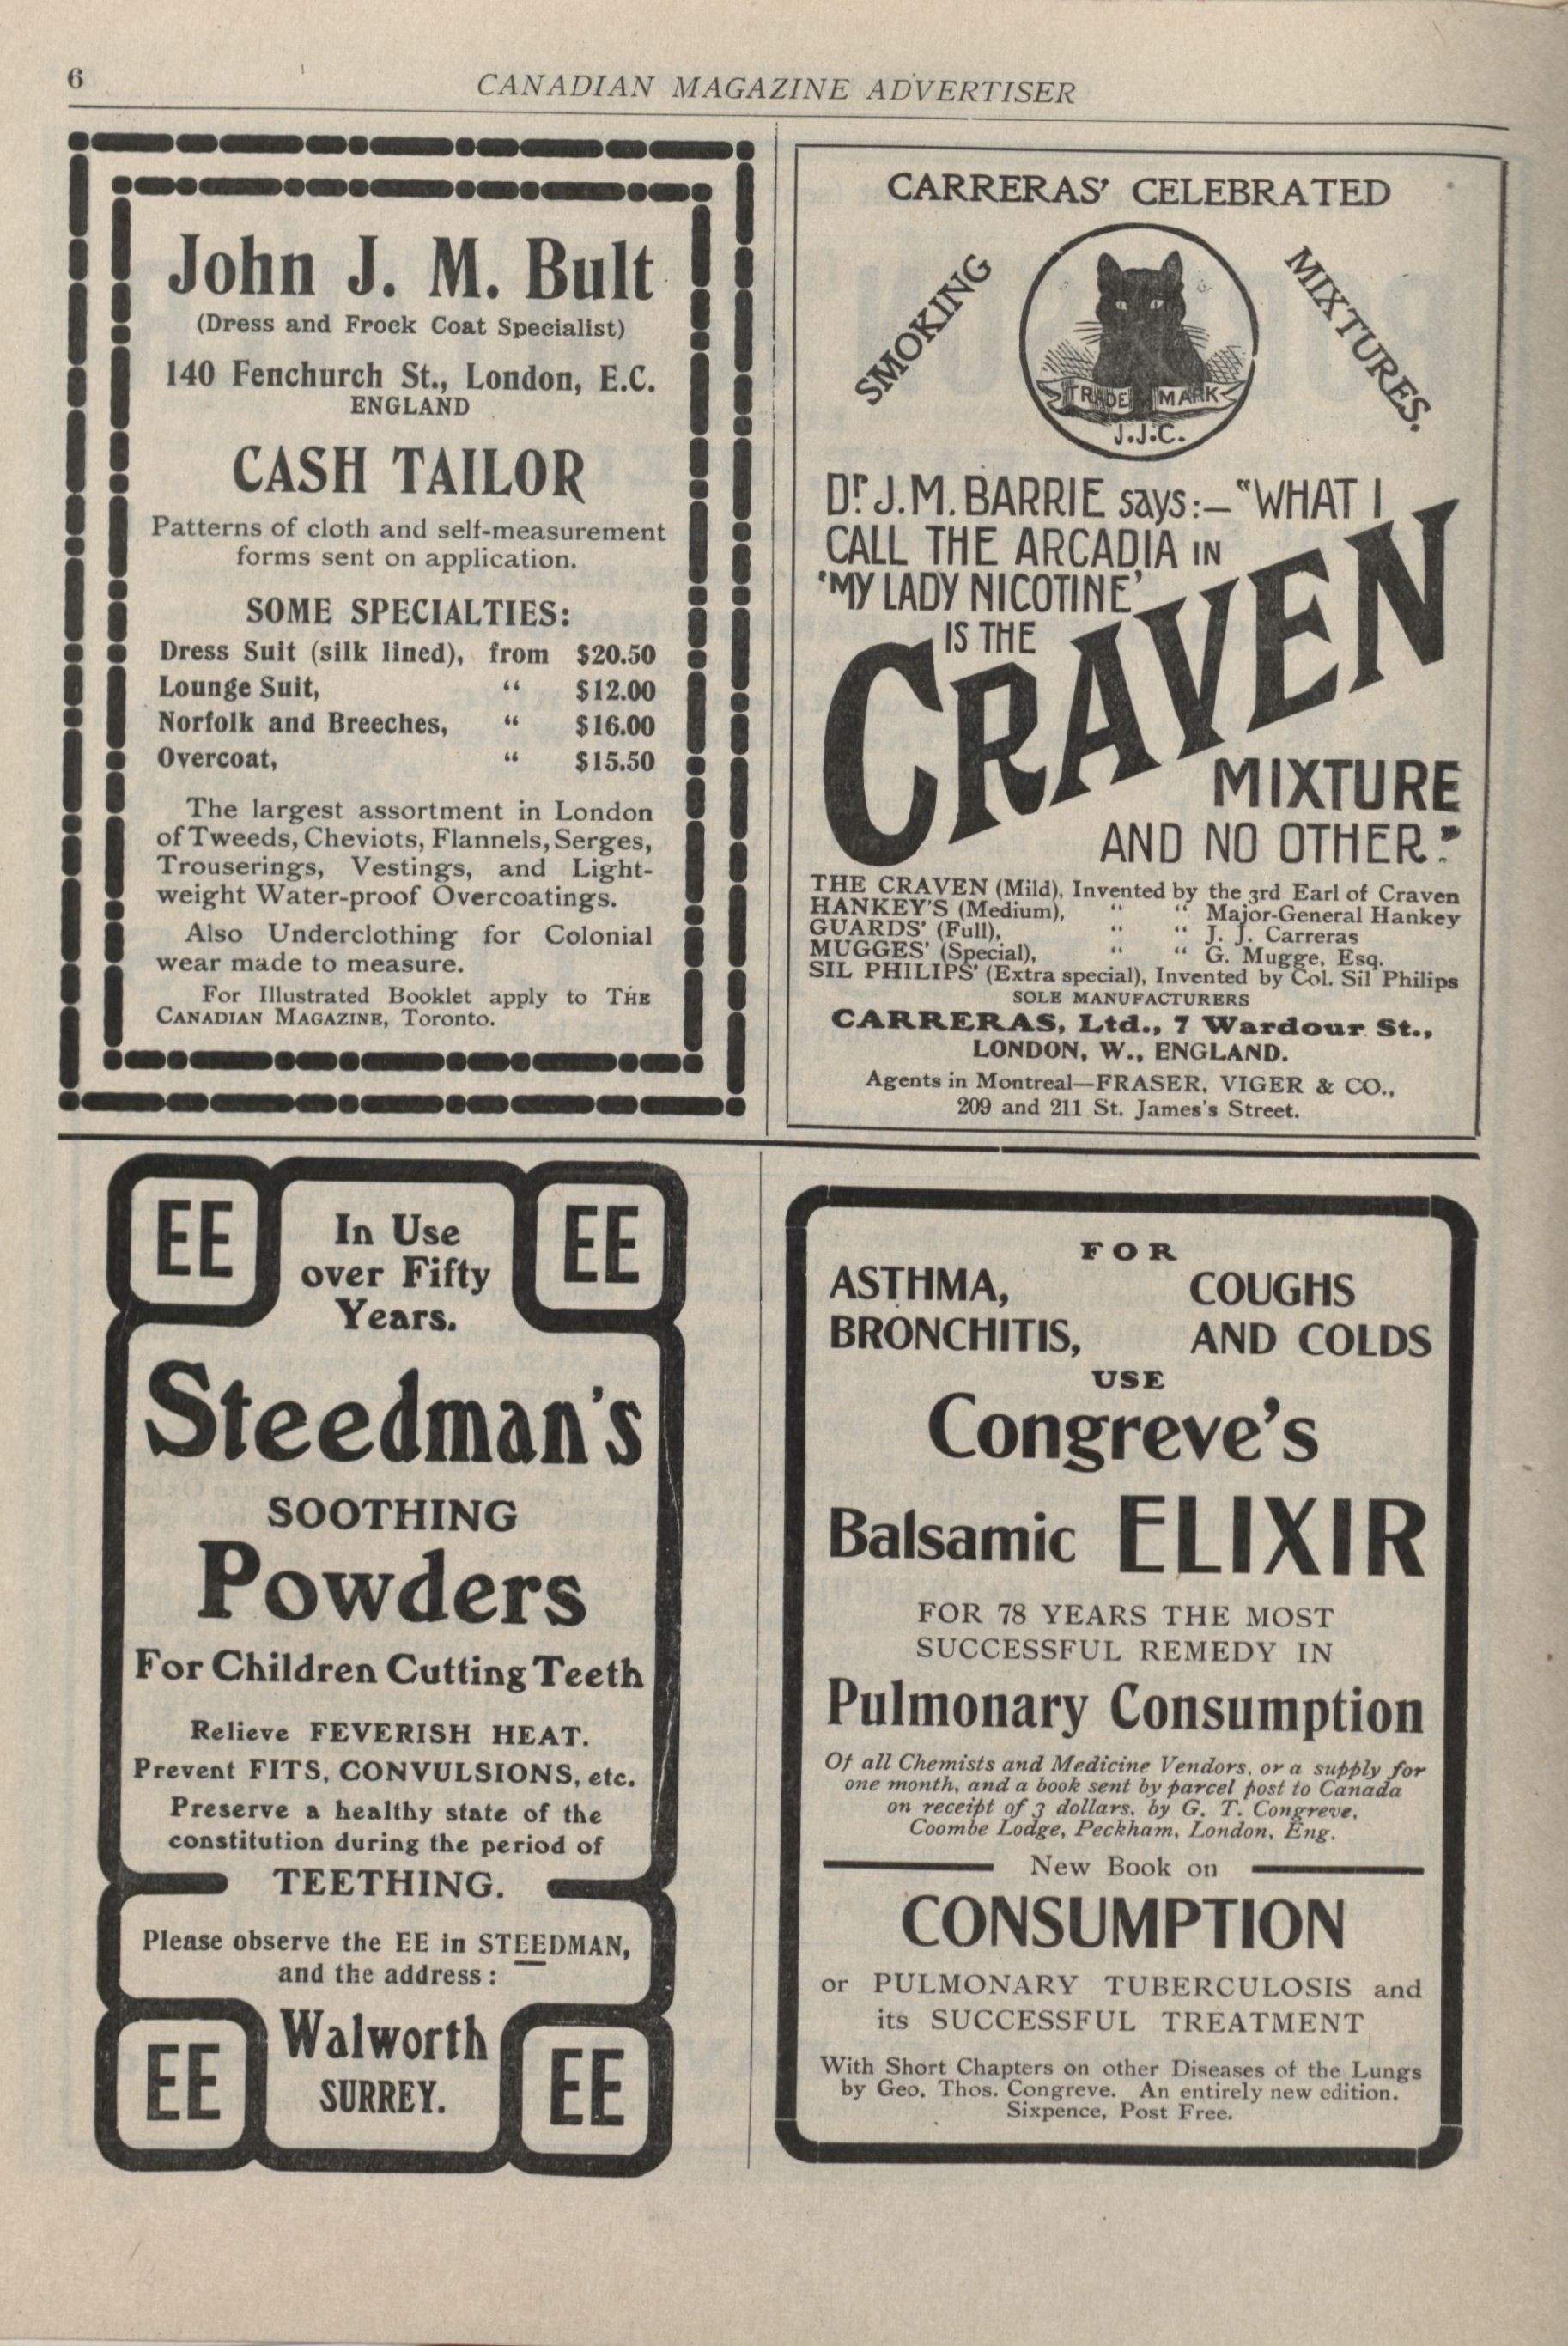 6
CANADIAN MAGAZINE ADVERTISER
John J. M. Bult
(Dress and Frock Coat Specialist)
140 Fenchurch St., London, E.C.
ENGLAND
CASH TAILOR
Patterns of cloth and self-measurement
forms sent on application.
SOME SPECIALTIES:
Dress Suit (silk lined), from $20.50
Lounge Suit, " $12.00
Norfolk and Breeches, " $16.00
Overcoat, " $15.50
The largest assortment in London
of Tweeds, Cheviots, Flannels, Serges,
Trouserings, Vestings, and Light-
weight Water-proof Overcoatings.
Also Underclothing for Colonial
wear made to measure.
For Illustrated Booklet apply to THE
CANADIAN MAGAZINE, Toronto.
CARRERAS' CELEBRATED
SMOKING
MIXTURES.
TRADE MARK
J.J.C.
Dr. J.M. BARRIE says:— "WHAT I
CALL THE ARCADIA IN
'MY LADY NICOTINE'
IS THE
CRAVEN
MIXTURE
AND NO OTHER."
THE CRAVEN (Mild), Invented by the 3rd Earl of Craven
HANKEY'S (Medium), " " Major-General Hankey
GUARDS' (Full), " " J. J. Carreras
MUGGES' (Special), " " G. Mugge, Esq.
SIL PHILIPS' (Extra special), Invented by Col. Sil Philips
SOLE MANUFACTURERS
CARRERAS, Ltd., 7 Wardour St.,
LONDON, W., ENGLAND.
Agents in Montreal—FRASER, VIGER & CO.,
209 and 211 St. James's Street.
EE
In Use
over Fifty
Years.
EE
Steedman's
SOOTHING
Powders
For Children Cutting Teeth
Relieve FEVERISH HEAT.
Prevent FITS, CONVULSIONS, etc.
Preserve a healthy state of the
constitution during the period of
TEETHING.
Please observe the EE in STEEDMAN,
and the address:
EE
Walworth
SURREY.
EE
FOR
ASTHMA, COUGHS
BRONCHITIS, AND COLDS
USE
Congreve's
Balsamic ELIXIR
FOR 78 YEARS THE MOST
SUCCESSFUL REMEDY IN
Pulmonary Consumption
Of all Chemists and Medicine Vendors, or a supply for
one month, and a book sent by parcel post to Canada
on receipt of 3 dollars, by G. T. Congreve,
Coombe Lodge, Peckham, London, Eng.
New Book on
CONSUMPTION
or PULMONARY TUBERCULOSIS and
its SUCCESSFUL TREATMENT
With Short Chapters on other Diseases of the Lungs
by Geo. Thos. Congreve. An entirely new edition.
Sixpence, Post Free.